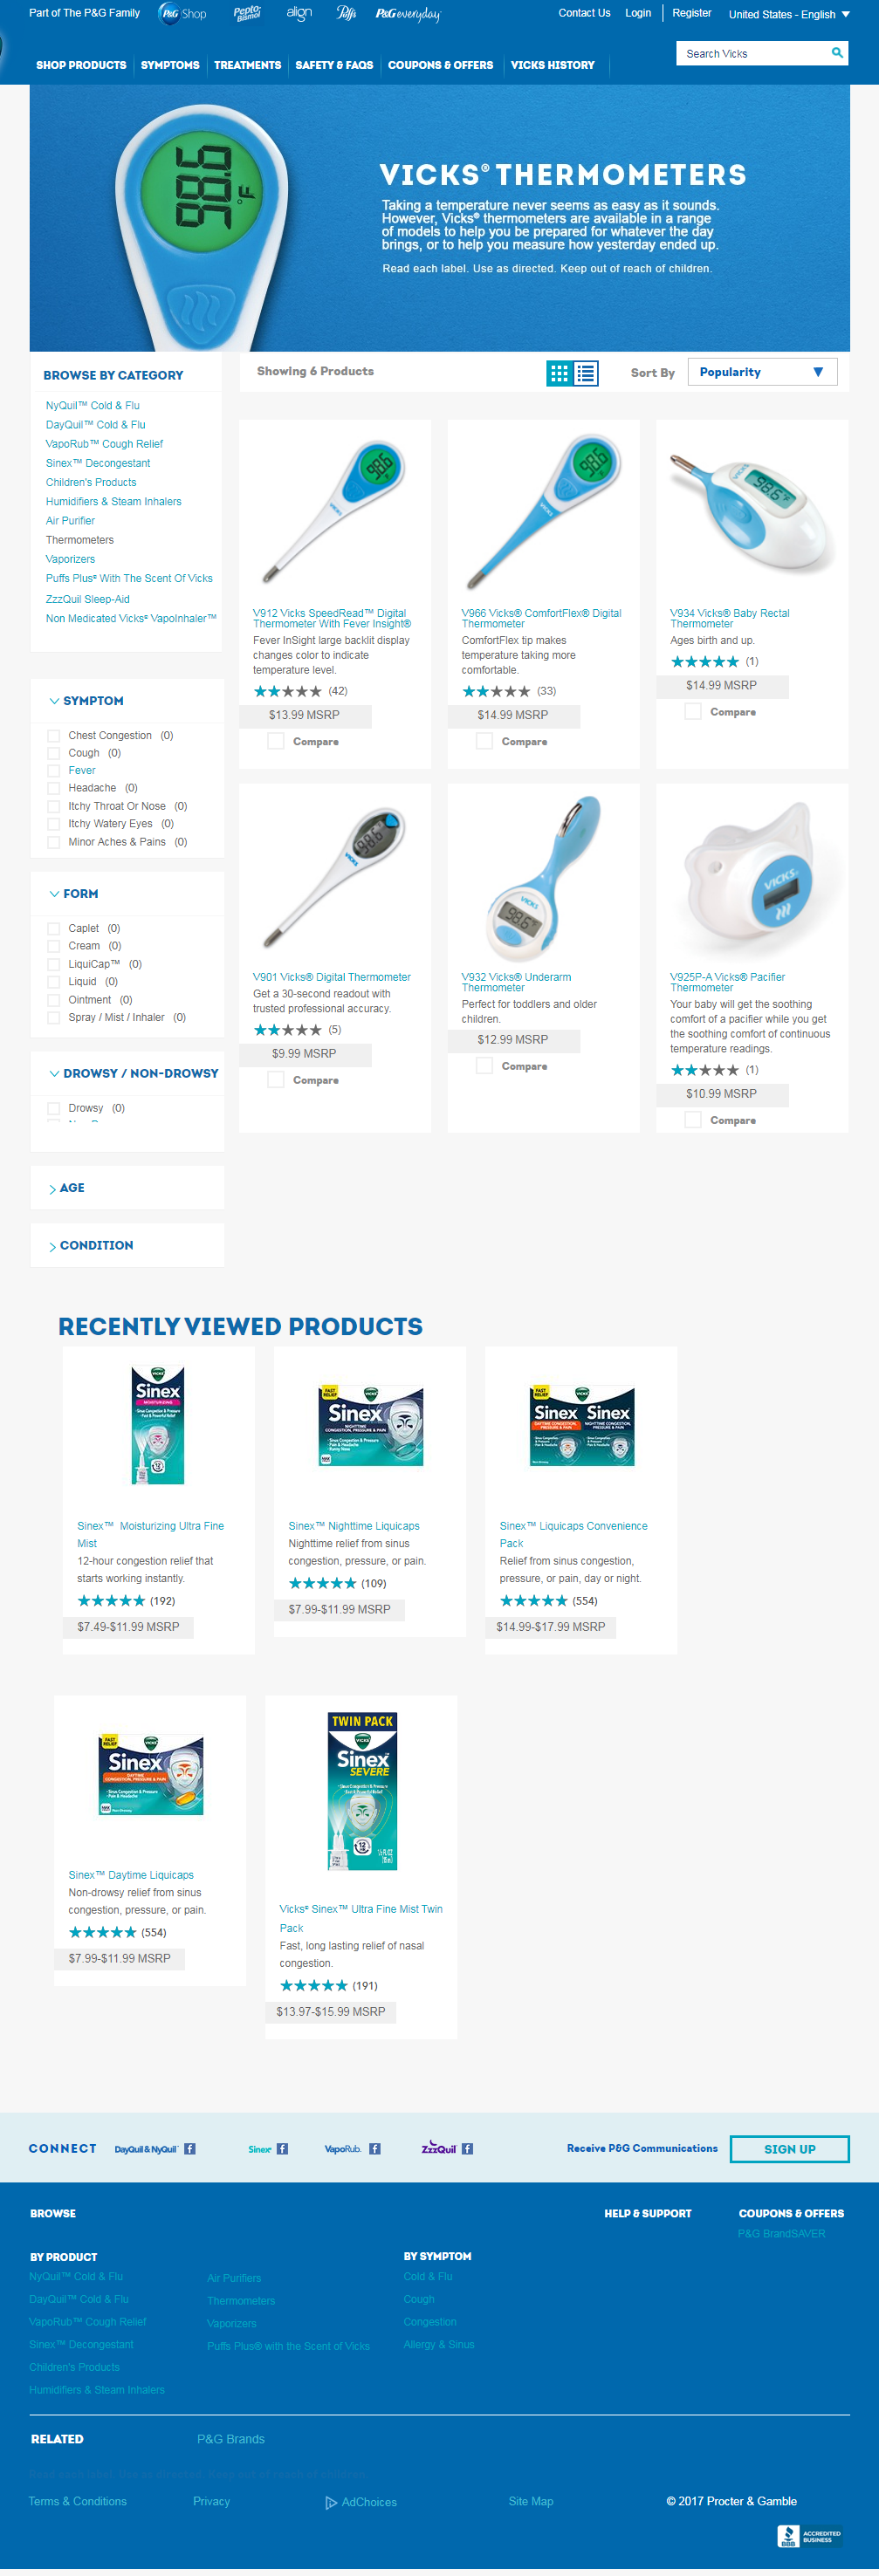 Part of The P&G Family
P&G Shop
Pepto Bismol
align
Puffs
P&G everyday
Contact Us
Login
Register
United States - English
Search Vicks
SHOP PRODUCTS
SYMPTOMS
TREATMENTS
SAFETY & FAQS
COUPONS & OFFERS
VICKS HISTORY
98.6 °F
VICKS® THERMOMETERS
Taking a temperature never seems as easy as it sounds.
However, Vicks® thermometers are available in a range
of models to help you be prepared for whatever the day
brings, or to help you measure how yesterday ended up.
Read each label. Use as directed. Keep out of reach of children.
BROWSE BY CATEGORY
NyQuil™ Cold & Flu
DayQuil™ Cold & Flu
VapoRub™ Cough Relief
Sinex™ Decongestant
Children's Products
Humidifiers & Steam Inhalers
Air Purifier
Thermometers
Vaporizers
Puffs Plus® With The Scent Of Vicks
ZzzQuil Sleep-Aid
Non Medicated Vicks® VapoInhaler™
SYMPTOM
Chest Congestion (0)
Cough (0)
Fever
Headache (0)
Itchy Throat Or Nose (0)
Itchy Watery Eyes (0)
Minor Aches & Pains (0)
FORM
Caplet (0)
Cream (0)
LiquiCap™ (0)
Liquid (0)
Ointment (0)
Spray / Mist / Inhaler (0)
DROWSY / NON-DROWSY
Drowsy (0)
AGE
CONDITION
Showing 6 Products
Sort By
Popularity
V912 Vicks SpeedRead™ Digital
Thermometer With Fever Insight®
Fever InSight large backlit display
changes color to indicate
temperature level.
(42)
$13.99 MSRP
Compare
V966 Vicks® ComfortFlex® Digital
Thermometer
ComfortFlex tip makes
temperature taking more
comfortable.
(33)
$14.99 MSRP
Compare
V934 Vicks® Baby Rectal
Thermometer
Ages birth and up.
(1)
$14.99 MSRP
Compare
V901 Vicks® Digital Thermometer
Get a 30-second readout with
trusted professional accuracy.
(5)
$9.99 MSRP
Compare
V932 Vicks® Underarm
Thermometer
Perfect for toddlers and older
children.
$12.99 MSRP
Compare
V925P-A Vicks® Pacifier
Thermometer
Your baby will get the soothing
comfort of a pacifier while you get
the soothing comfort of continuous
temperature readings.
(1)
$10.99 MSRP
Compare
RECENTLY VIEWED PRODUCTS
Sinex
Sinex™ Moisturizing Ultra Fine
Mist
12-hour congestion relief that
starts working instantly.
(192)
$7.49-$11.99 MSRP
Sinex
Sinex™ Nighttime Liquicaps
Nighttime relief from sinus
congestion, pressure, or pain.
(109)
$7.99-$11.99 MSRP
Sinex Sinex
Sinex™ Liquicaps Convenience
Pack
Relief from sinus congestion,
pressure, or pain, day or night.
(554)
$14.99-$17.99 MSRP
Sinex
Sinex™ Daytime Liquicaps
Non-drowsy relief from sinus
congestion, pressure, or pain.
(554)
$7.99-$11.99 MSRP
TWIN PACK
Sinex
SEVERE
Vicks® Sinex™ Ultra Fine Mist Twin
Pack
Fast, long lasting relief of nasal
congestion.
(191)
$13.97-$15.99 MSRP
CONNECT
DayQuil & NyQuil
Sinex
VapoRub
ZzzQuil
Receive P&G Communications
SIGN UP
BROWSE
HELP & SUPPORT
COUPONS & OFFERS
P&G BrandSAVER
BY PRODUCT
NyQuil™ Cold & Flu
DayQuil™ Cold & Flu
VapoRub™ Cough Relief
Sinex™ Decongestant
Children's Products
Humidifiers & Steam Inhalers
Air Purifiers
Thermometers
Vaporizers
Puffs Plus® with the Scent of Vicks
BY SYMPTOM
Cold & Flu
Cough
Congestion
Allergy & Sinus
RELATED
P&G Brands
Terms & Conditions
Privacy
AdChoices
Site Map
© 2017 Procter & Gamble
BBB ACCREDITED
BUSINESS